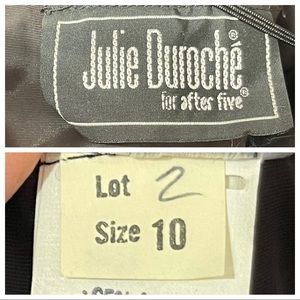 Julie Duroché®
for after five®
Lot 2
Size 10